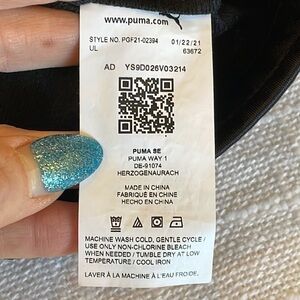 www.puma.com
STYLE NO. PGF21-02394 01/22/21
UL 63672
AD YS9D026V03214
PUMA SE
PUMA WAY 1
DE-91074
HERZOGENAURACH
MADE IN CHINA
FABRIQUÉ EN CHINE
HECHO EN CHINA
MACHINE WASH COLD, GENTLE CYCLE /
USE ONLY NON-CHLORINE BLEACH
WHEN NEEDED / TUMBLE DRY AT LOW
TEMPERATURE / COOL IRON
LAVER À LA MACHINE À L'EAU FROIDE,